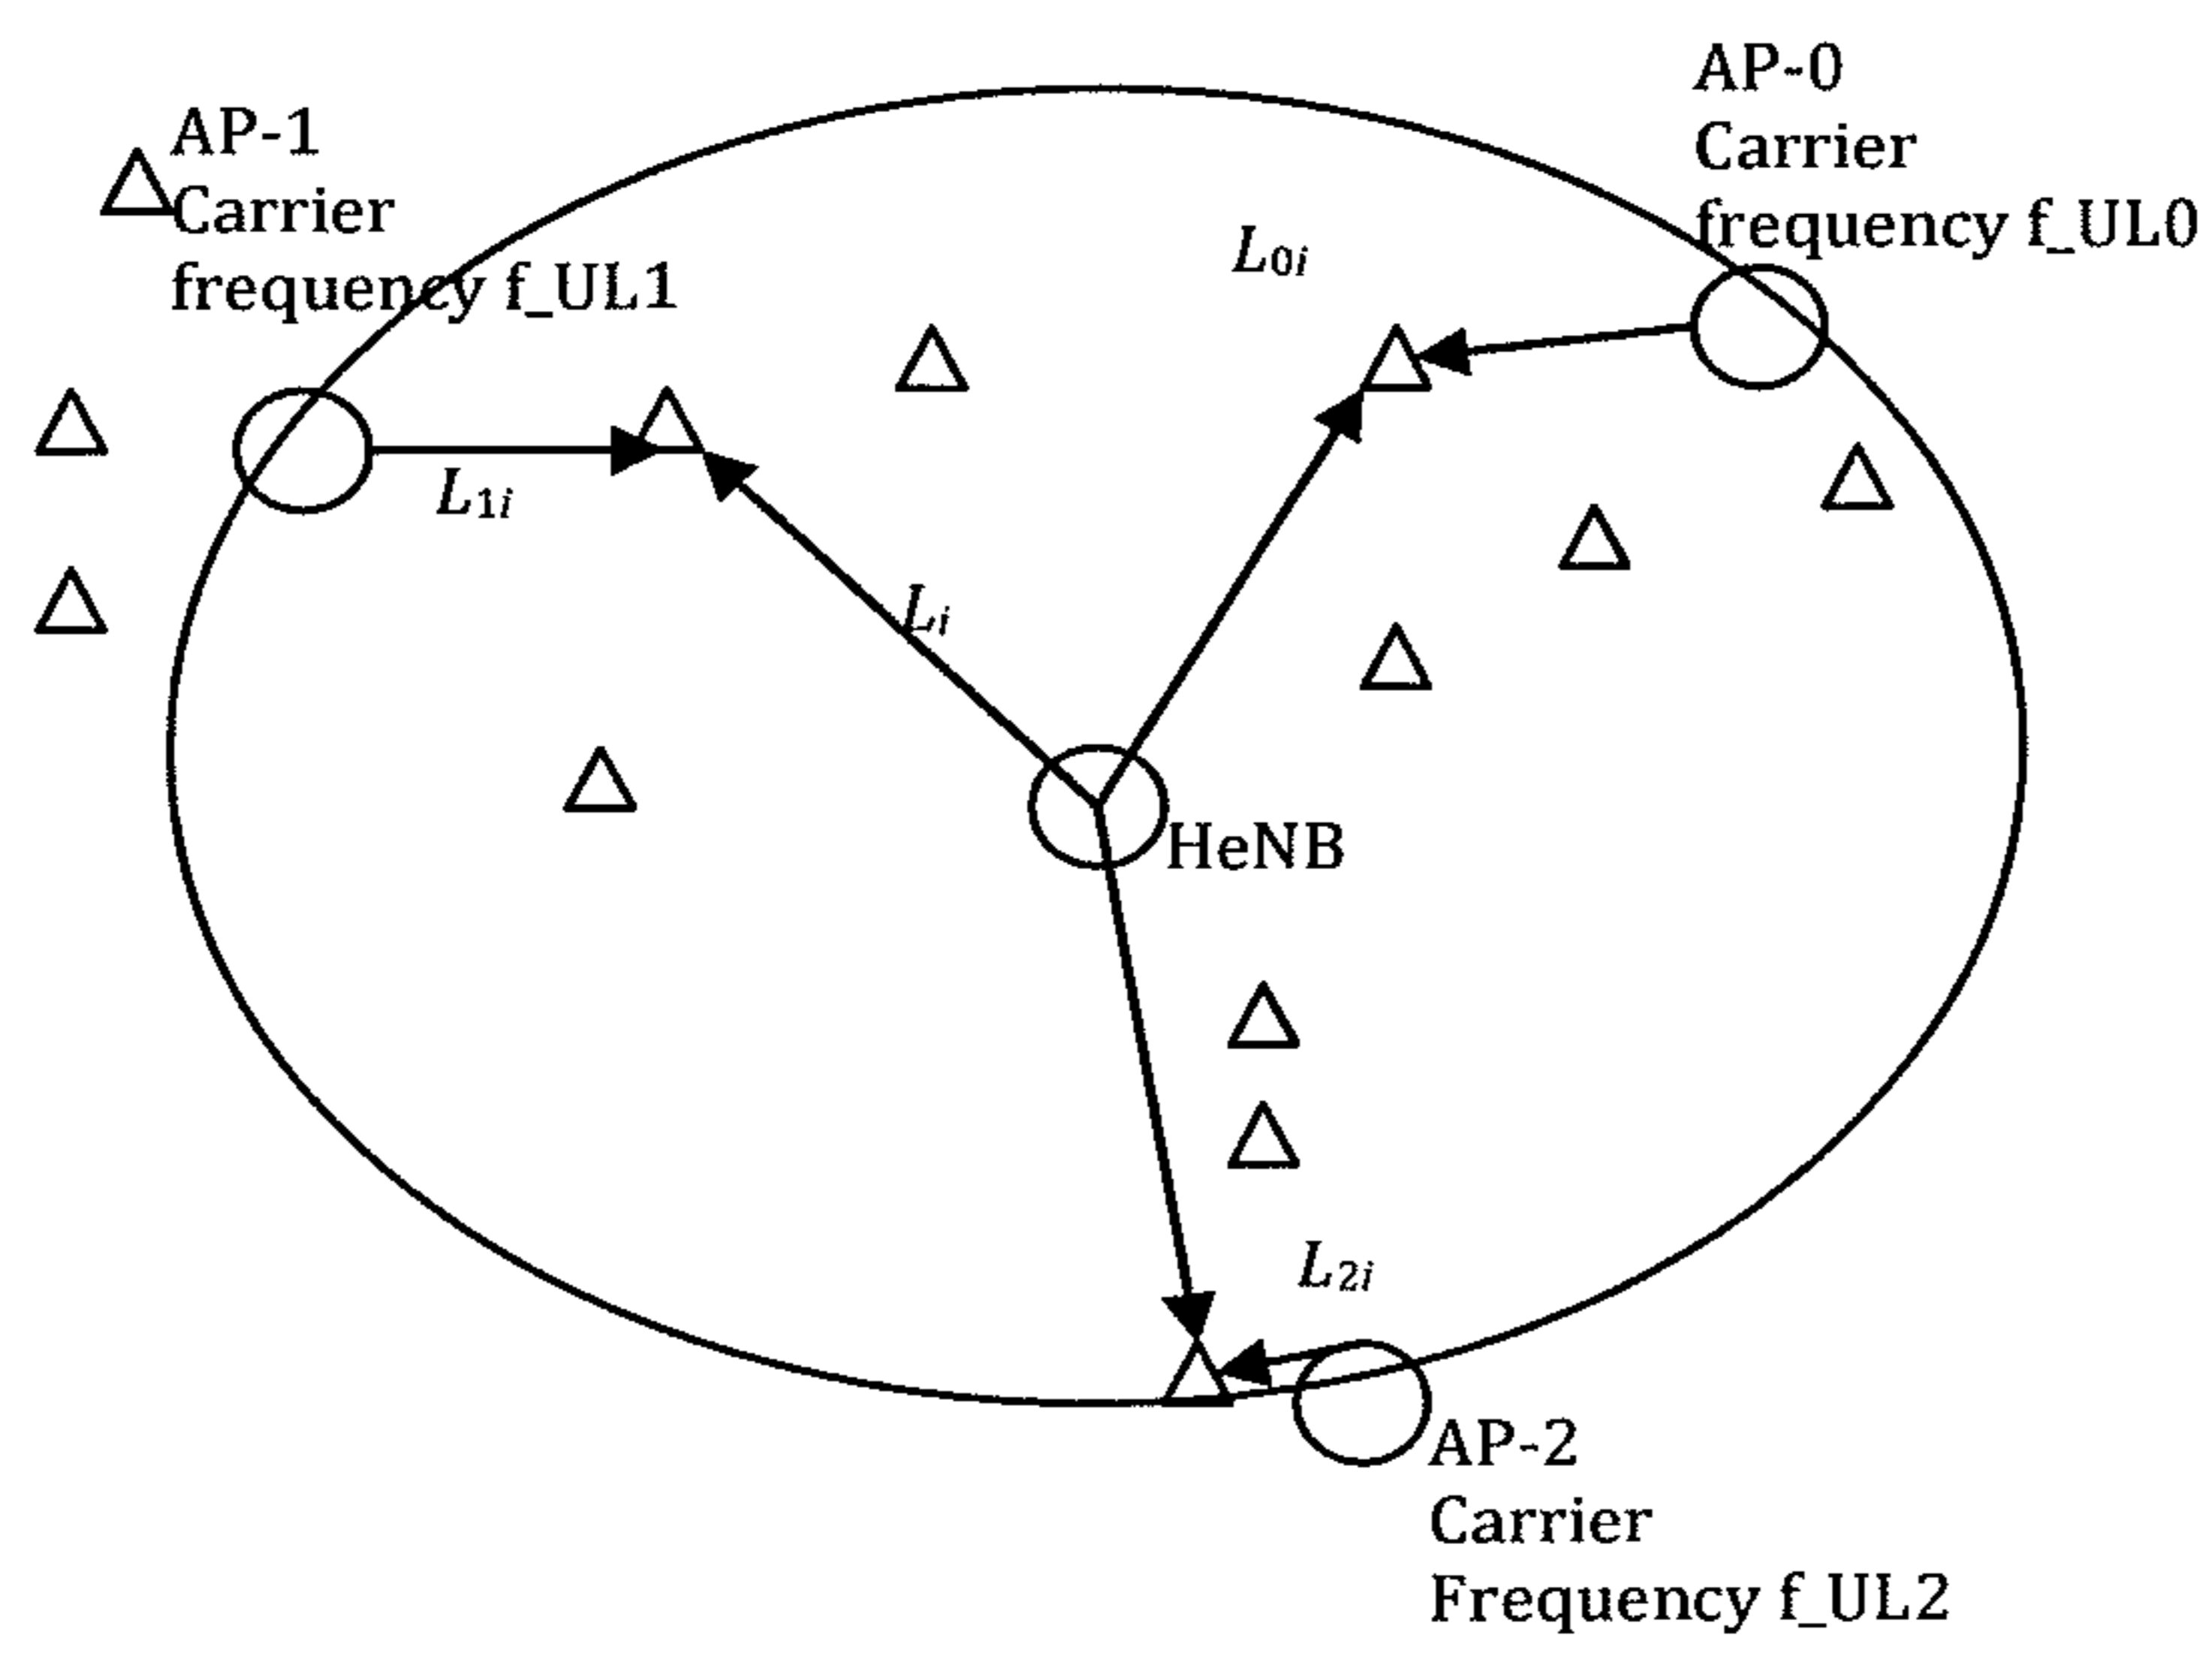 AP-0
Carrier
frequency f_UL0
AP-1
Carrier
frequency f_UL1
L0i
L1i
Li
HeNB
L2i
AP-2
Carrier
Frequency f_UL2